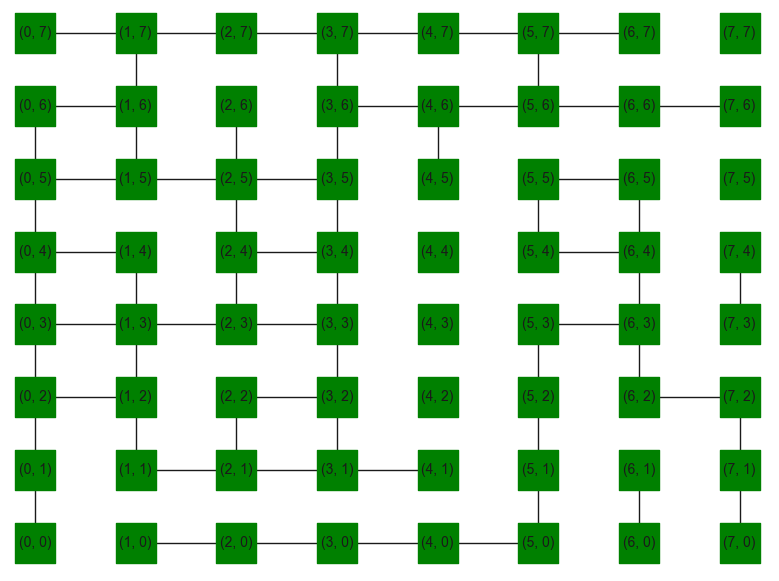 (0, 7) (1, 7) (2, 7) (3, 7) (4, 7) (5, 7) (6, 7) (7, 7)
(0, 6) (1, 6) (2, 6) (3, 6) (4, 6) (5, 6) (6, 6) (7, 6)
(0, 5) (1, 5) (2, 5) (3, 5) (4, 5) (5, 5) (6, 5) (7, 5)
(0, 4) (1, 4) (2, 4) (3, 4) (4, 4) (5, 4) (6, 4) (7, 4)
(0, 3) (1, 3) (2, 3) (3, 3) (4, 3) (5, 3) (6, 3) (7, 3)
(0, 2) (1, 2) (2, 2) (3, 2) (4, 2) (5, 2) (6, 2) (7, 2)
(0, 1) (1, 1) (2, 1) (3, 1) (4, 1) (5, 1) (6, 1) (7, 1)
(0, 0) (1, 0) (2, 0) (3, 0) (4, 0) (5, 0) (6, 0) (7, 0)